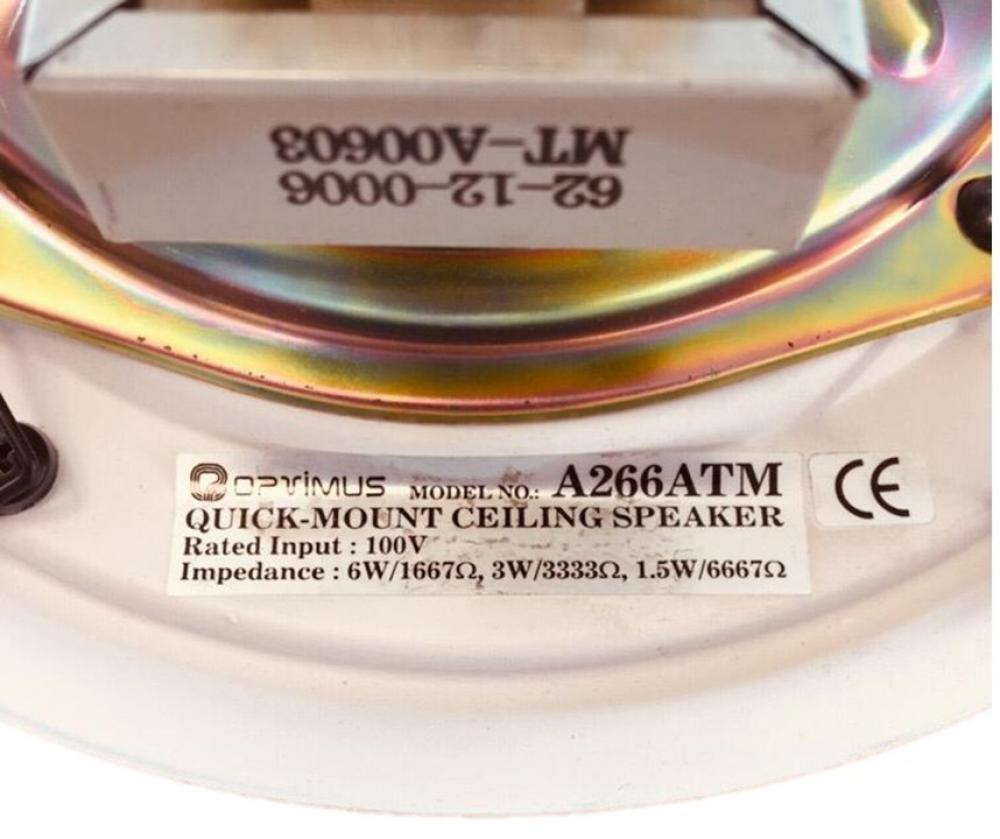 MT-A00603
62-12-0006
OPTIMUS MODEL NO.: A266ATM
QUICK-MOUNT CEILING SPEAKER
Rated Input : 100V
Impedance : 6W/1667Ω, 3W/3333Ω, 1.5W/6667Ω
CE